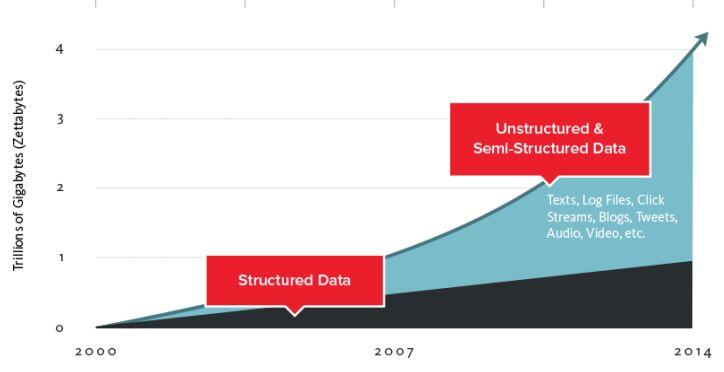 Trillions of Gigabytes (Zettabytes)
4
3
2
1
0
Unstructured &
Semi-Structured Data
Texts, Log Files, Click
Streams, Blogs, Tweets,
Audio, Video, etc.
Structured Data
2000
2007
2014